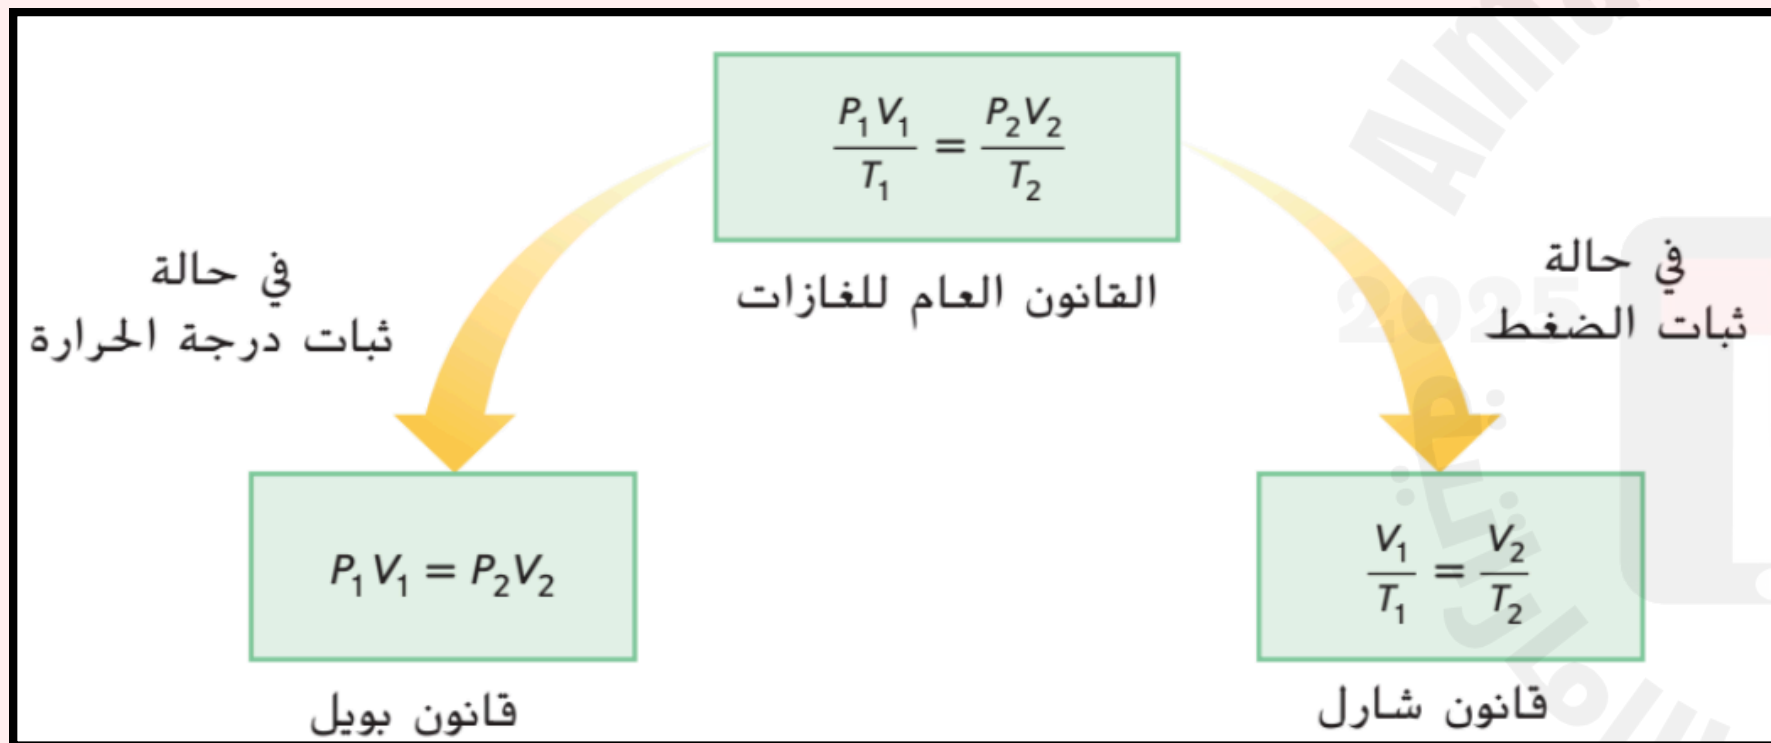 P₁V₁/T₁ = P₂V₂/T₂
القانون العام للغازات
في حالة
ثبات الضغط
في حالة
ثبات درجة الحرارة
V₁/T₁ = V₂/T₂
قانون شارل
P₁V₁ = P₂V₂
قانون بويل
2025